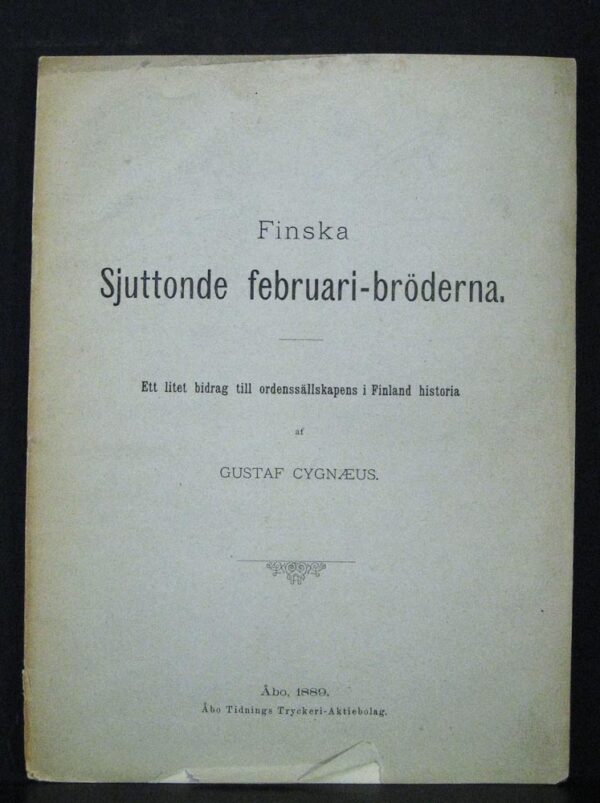 Finska
Sjuttonde februari-bröderna.
Ett litet bidrag till ordenssällskapens i Finland historia
af
GUSTAF CYGNÆUS.
Åbo, 1889.
Åbo Tidnings Tryckeri-Aktiebolag.